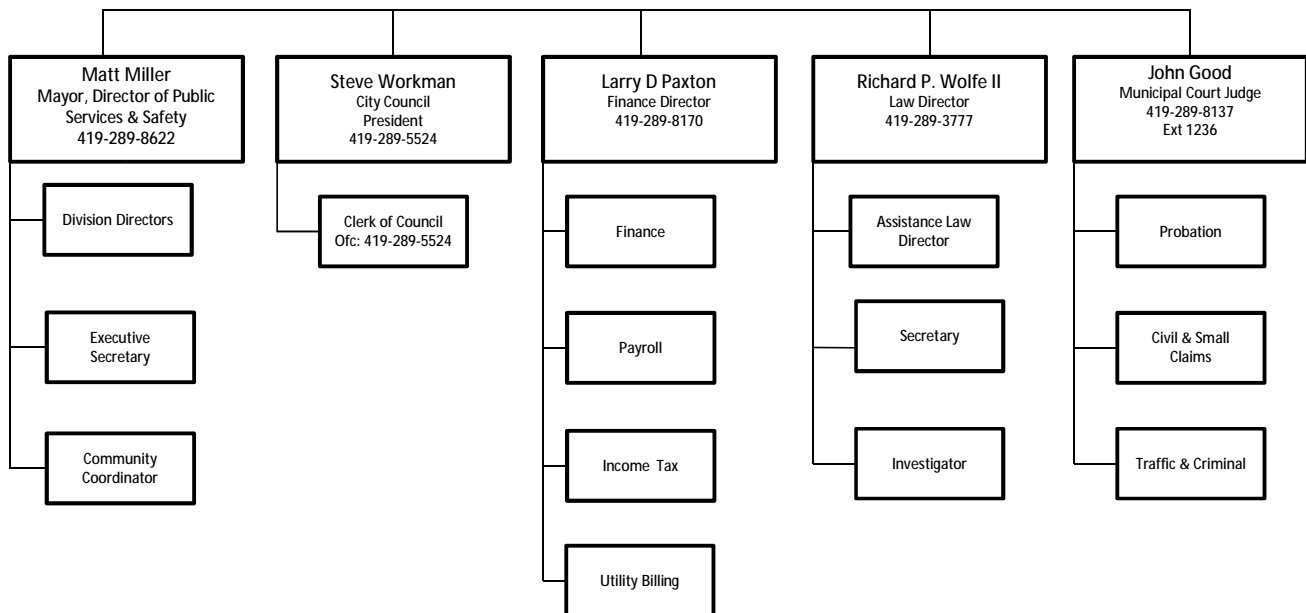 Matt Miller
Mayor, Director of Public
Services & Safety
419-289-8622
Steve Workman
City Council
President
419-289-5524
Larry D Paxton
Finance Director
419-289-8170
Richard P. Wolfe II
Law Director
419-289-3777
John Good
Municipal Court Judge
419-289-8137
Ext 1236
Division Directors
Executive
Secretary
Community
Coordinator
Clerk of Council
Ofc: 419-289-5524
Finance
Payroll
Income Tax
Utility Billing
Assistance Law
Director
Secretary
Investigator
Probation
Civil & Small
Claims
Traffic & Criminal